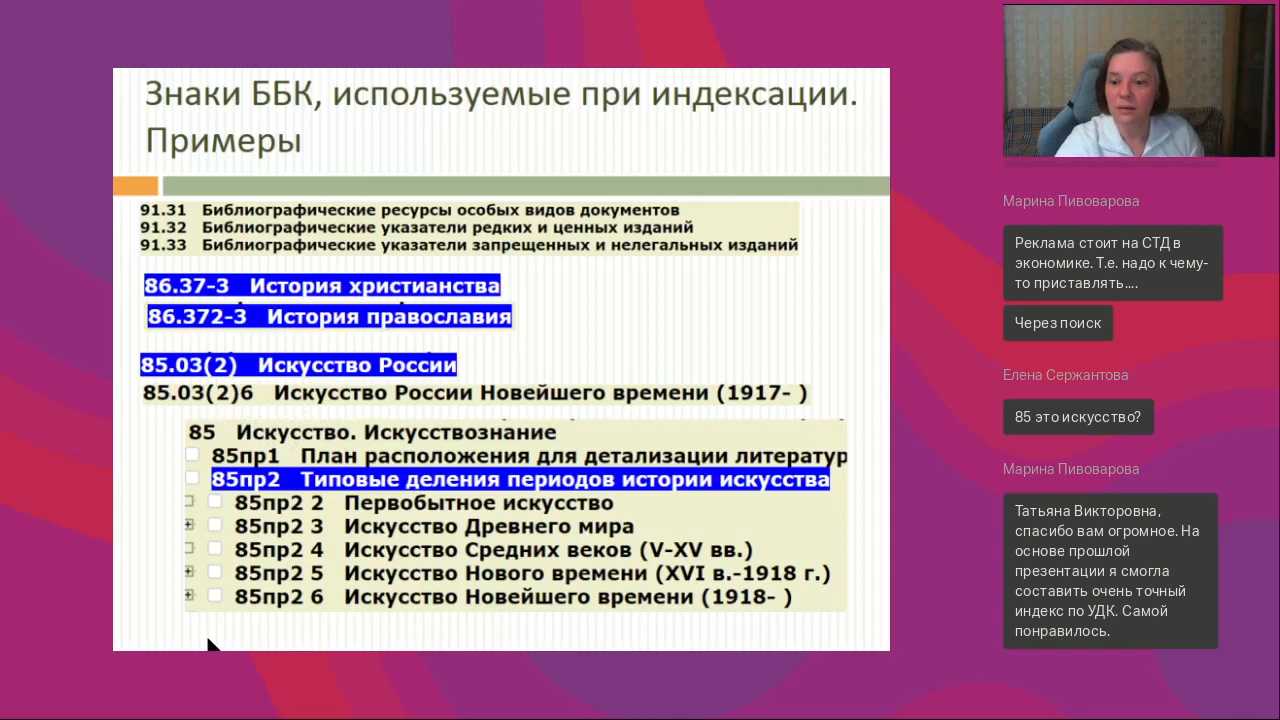 Знаки ББК, используемые при индексации.
Примеры
91.31 Библиографические ресурсы особых видов документов
91.32 Библиографические указатели редких и ценных изданий
91.33 Библиографические указатели запрещенных и нелегальных изданий
86.37-3 История христианства
86.372-3 История православия
85.03(2) Искусство России
85.03(2)6 Искусство России Новейшего времени (1917- )
85 Искусство. Искусствознание
85пр1 План расположения для детализации литератур
85пр2 Типовые деления периодов истории искусства
85пр2 2 Первобытное искусство
85пр2 3 Искусство Древнего мира
85пр2 4 Искусство Средних веков (V-XV вв.)
85пр2 5 Искусство Нового времени (XVI в.-1918 г.)
85пр2 6 Искусство Новейшего времени (1918- )
Марина Пивоварова
Реклама стоит на СТД в
экономике. Т.е. надо к чему-
то приставлять....
Через поиск
Елена Сержантова
85 это искусство?
Марина Пивоварова
Татьяна Викторовна,
спасибо вам огромное. На
основе прошлой
презентации я смогла
составить очень точный
индекс по УДК. Самой
понравилось.